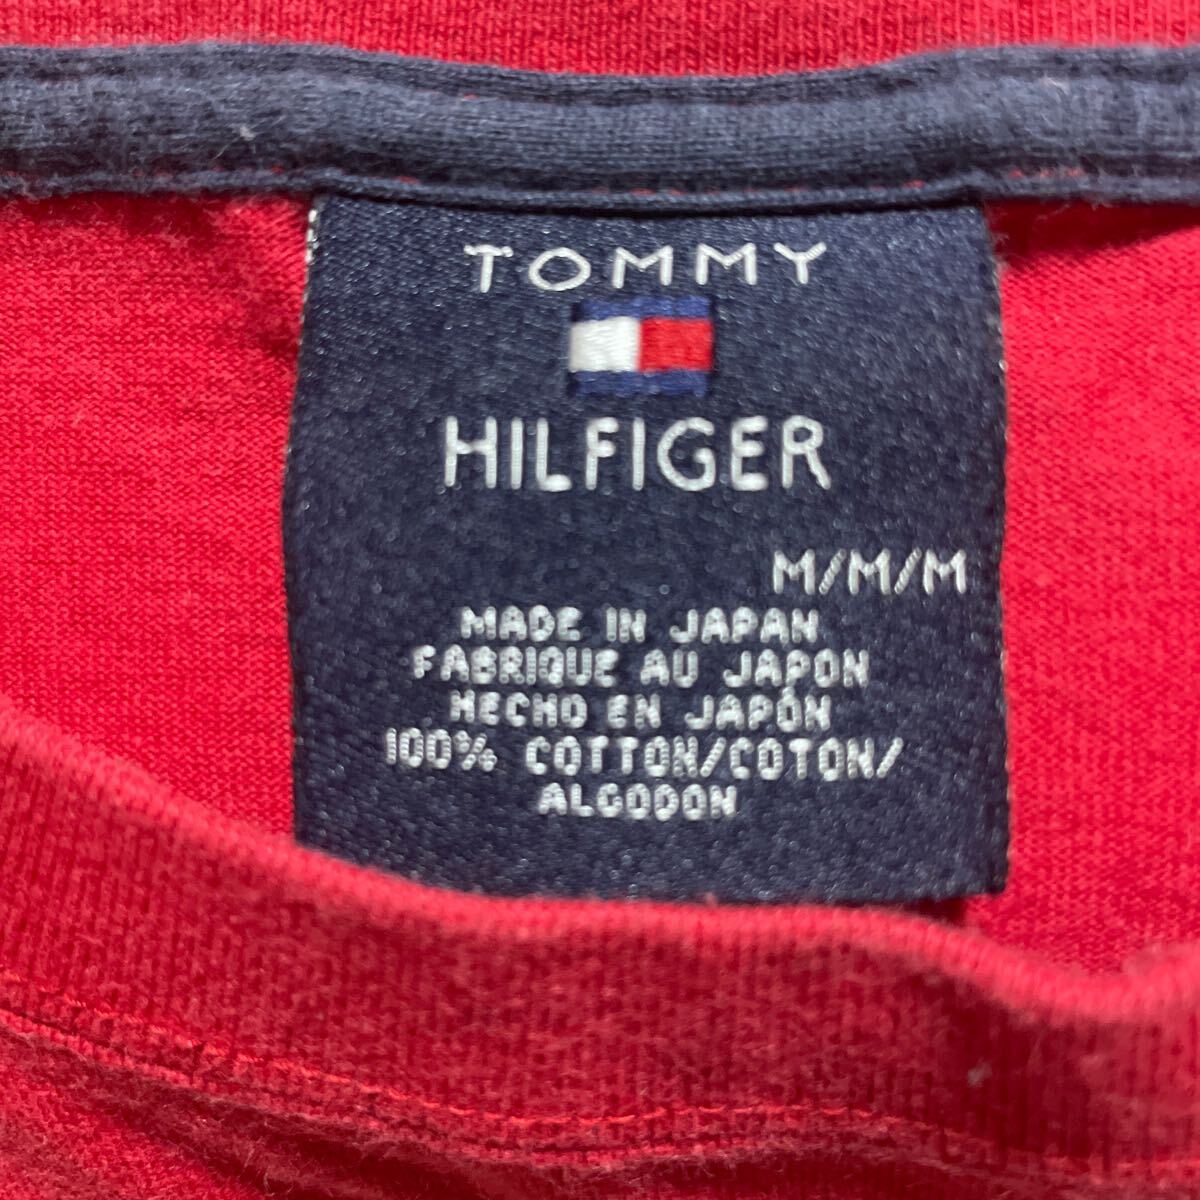 TOMMY
HILFIGER
M/M/M
MADE IN JAPAN
FABRIQUE AU JAPON
HECHO EN JAPÓN
100% COTTON/COTON/
ALGODON